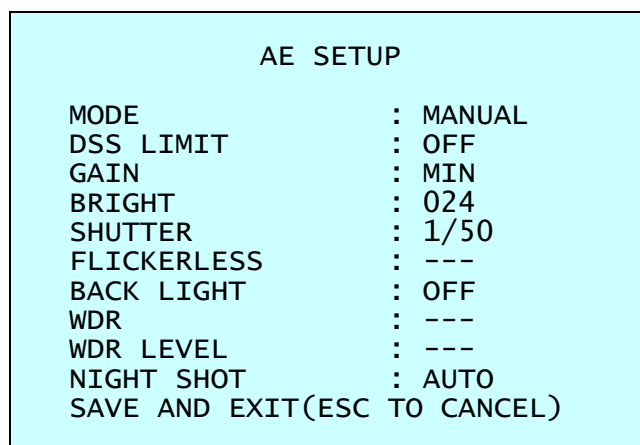 AE SETUP
MODE : MANUAL
DSS LIMIT : OFF
GAIN : MIN
BRIGHT : 024
SHUTTER : 1/50
FLICKERLESS : ---
BACK LIGHT : OFF
WDR : ---
WDR LEVEL : ---
NIGHT SHOT : AUTO
SAVE AND EXIT(ESC TO CANCEL)